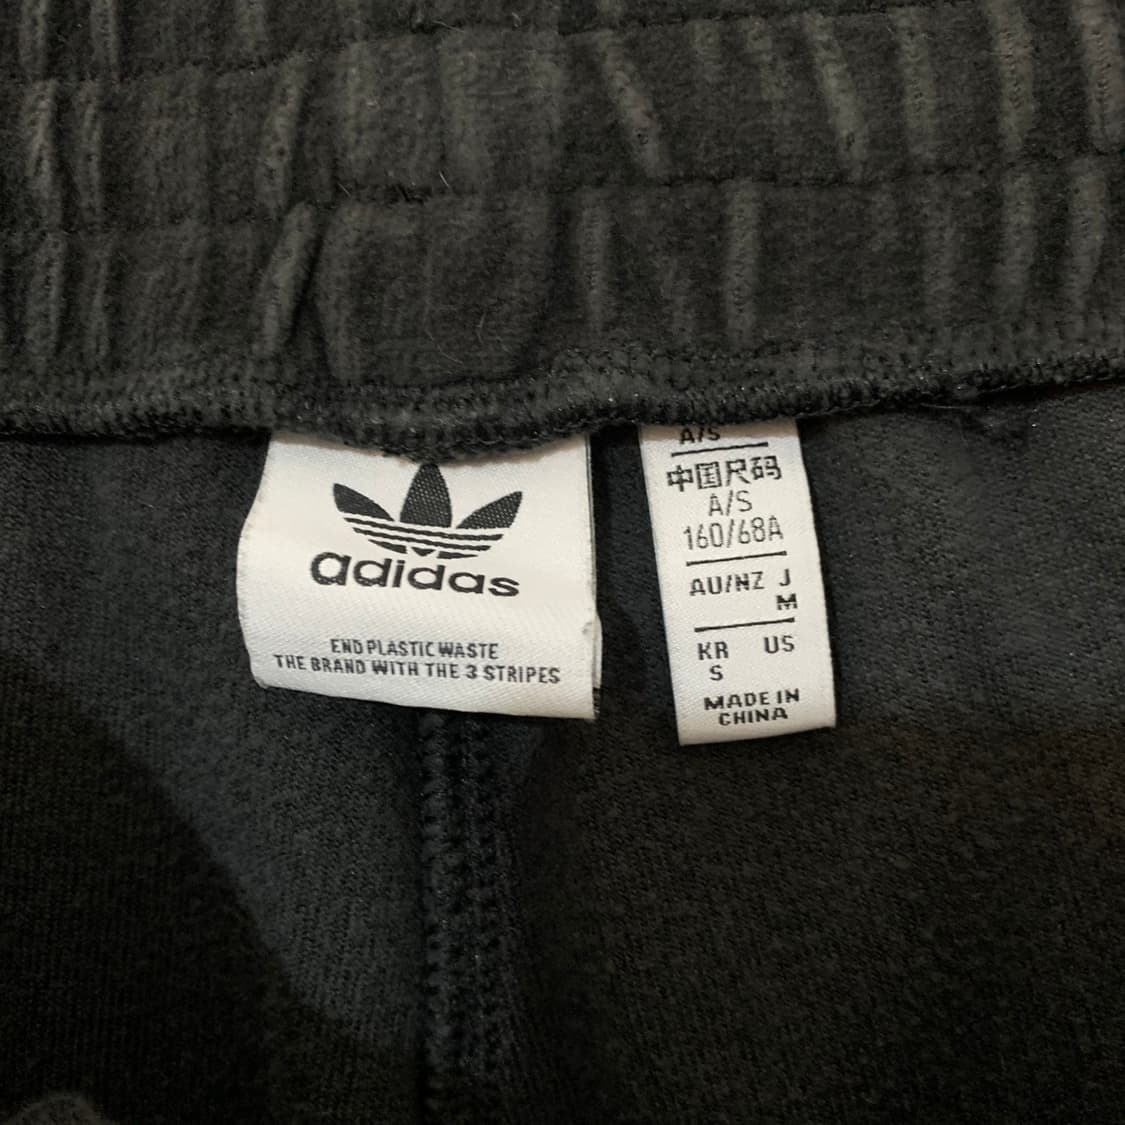 adidas
END PLASTIC WASTE
THE BRAND WITH THE 3 STRIPES
A/S
中国尺码
A/S
160/68A
AU/NZ J
M
KR US
S
MADE IN
CHINA